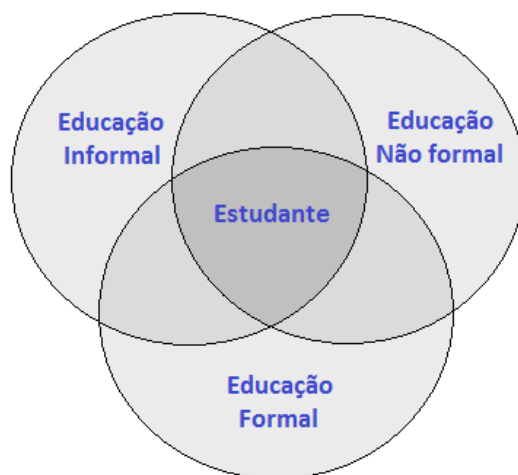 Educação
Informal
Educação
Não formal
Estudante
Educação
Formal